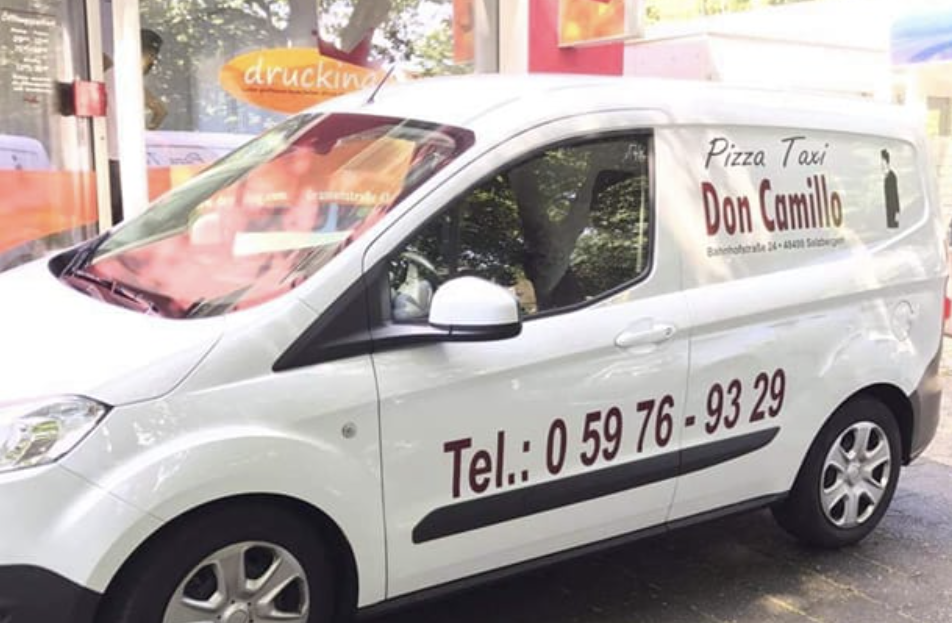 drucking
Pizza Taxi
Don Camillo
Bahnhofstraße 24 • 48499 Salzbergen
Tel.: 0 59 76 - 93 29